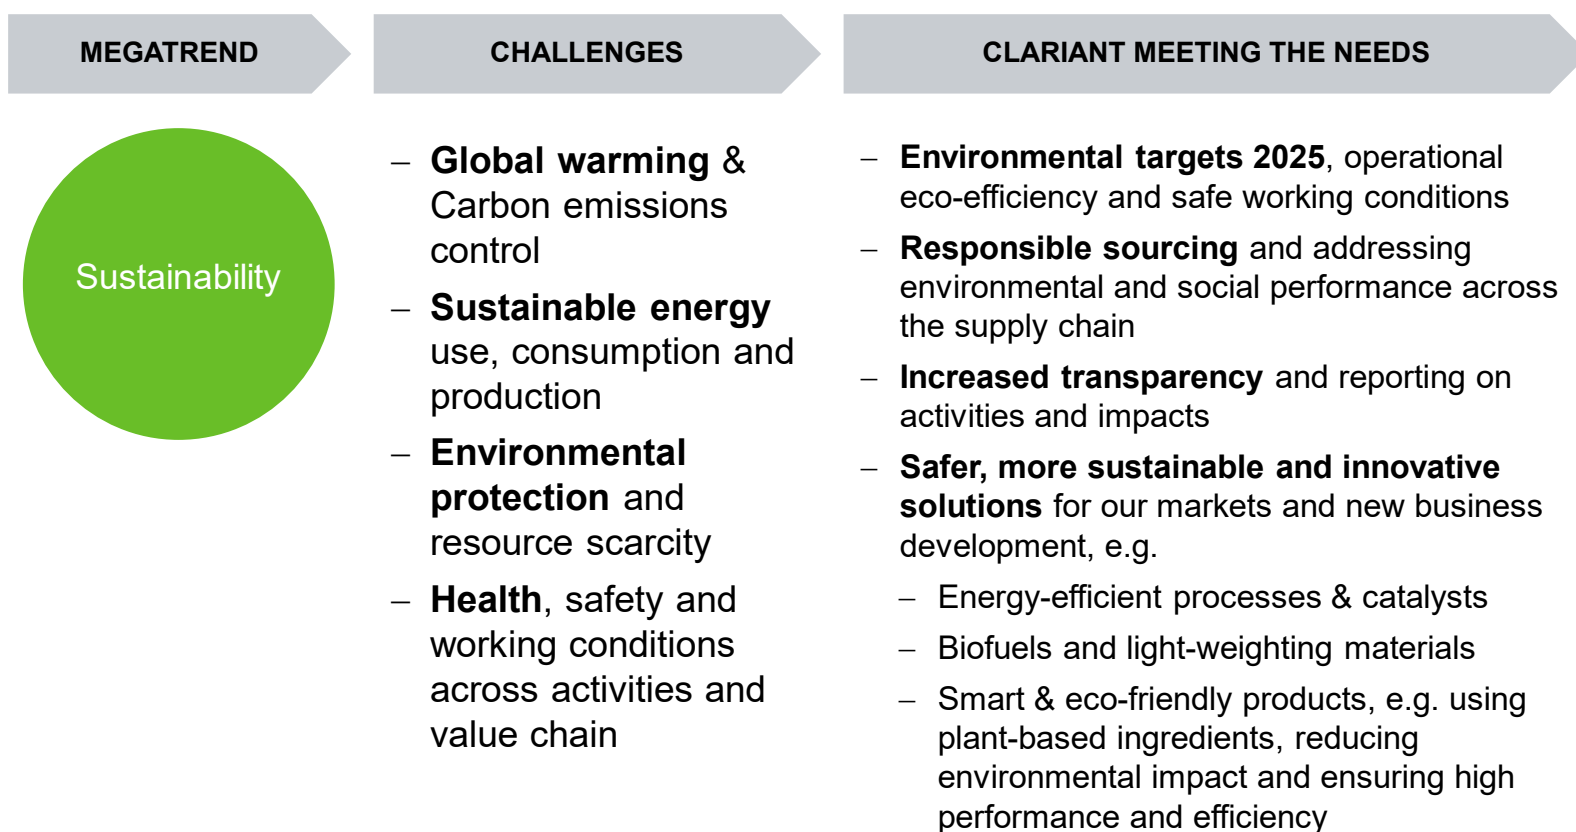 MEGATREND
CHALLENGES
CLARIANT MEETING THE NEEDS
Sustainability
– Global warming &
Carbon emissions
control
– Sustainable energy
use, consumption and
production
– Environmental
protection and
resource scarcity
– Health, safety and
working conditions
across activities and
value chain
– Environmental targets 2025, operational
eco-efficiency and safe working conditions
– Responsible sourcing and addressing
environmental and social performance across
the supply chain
– Increased transparency and reporting on
activities and impacts
– Safer, more sustainable and innovative
solutions for our markets and new business
development, e.g.
– Energy-efficient processes & catalysts
– Biofuels and light-weighting materials
– Smart & eco-friendly products, e.g. using
plant-based ingredients, reducing
environmental impact and ensuring high
performance and efficiency